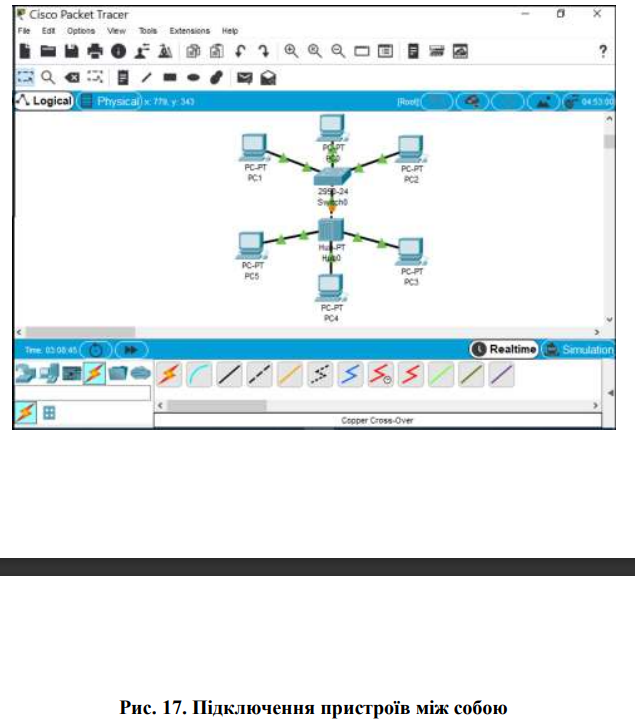 Cisco Packet Tracer
File Edit Options View Tools Extensions Help
?
Logical Physical x: 779, y: 343 [Root] 04:53:00
PC-PT
PC0
PC-PT
PC1
PC-PT
PC2
2950-24
Switch0
Hub-PT
Hub0
PC-PT
PC5
PC-PT
PC3
PC-PT
PC4
Time: 03:08:45 Realtime Simulation
Copper Cross-Over
Рис. 17. Підключення пристроїв між собою